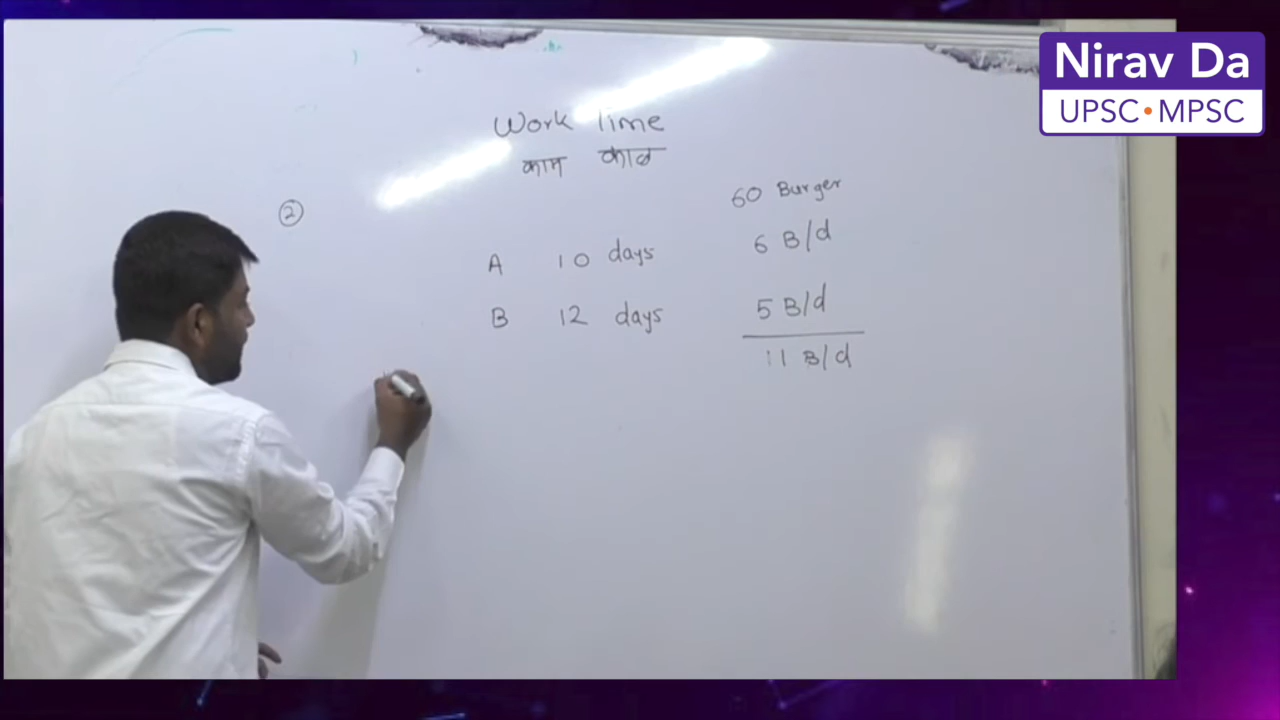 Nirav Da
UPSC • MPSC
Work Time
काम काळ
②
60 Burger
A 10 days 6 B/d
B 12 days 5 B/d
11 B/d